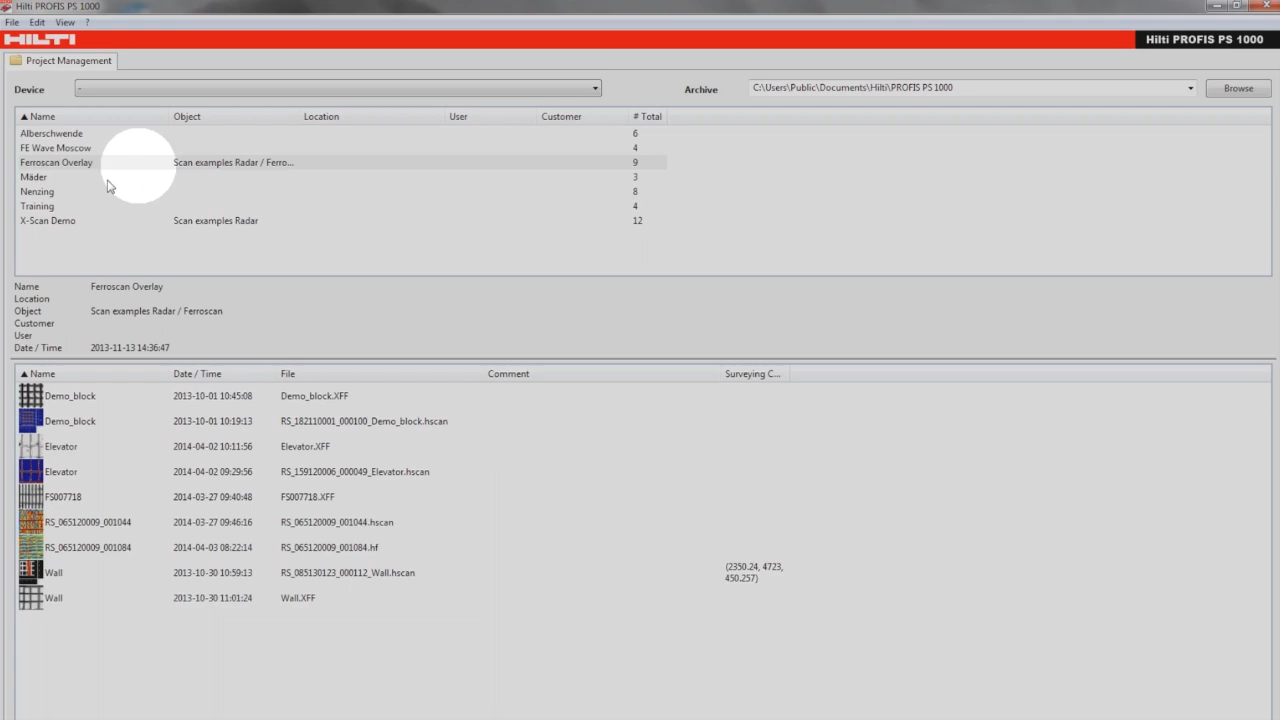 Hilti PROFIS PS 1000
File Edit View ?
HILTI Hilti PROFIS PS 1000
Project Management
Device - Archive C:\Users\Public\Documents\Hilti\PROFIS PS 1000 Browse
Name Object Location User Customer # Total
Alberschwende 6
FE Wave Moscow 4
Ferroscan Overlay Scan examples Radar / Ferro... 9
Mäder 3
Nenzing 8
Training 4
X-Scan Demo Scan examples Radar 12
Name Ferroscan Overlay
Location
Object Scan examples Radar / Ferroscan
Customer
User
Date / Time 2013-11-13 14:36:47
Name Date / Time File Comment Surveying C...
Demo_block 2013-10-01 10:45:08 Demo_block.XFF
Demo_block 2013-10-01 10:19:13 RS_182110001_000100_Demo_block.hscan
Elevator 2014-04-02 10:11:56 Elevator.XFF
Elevator 2014-04-02 09:29:56 RS_159120006_000049_Elevator.hscan
FS007718 2014-03-27 09:40:48 FS007718.XFF
RS_065120009_001044 2014-03-27 09:46:16 RS_065120009_001044.hscan
RS_065120009_001084 2014-04-03 08:22:14 RS_065120009_001084.hf
Wall 2013-10-30 10:59:13 RS_085130123_000112_Wall.hscan (2350.24, 4723,
450.257)
Wall 2013-10-30 11:01:24 Wall.XFF